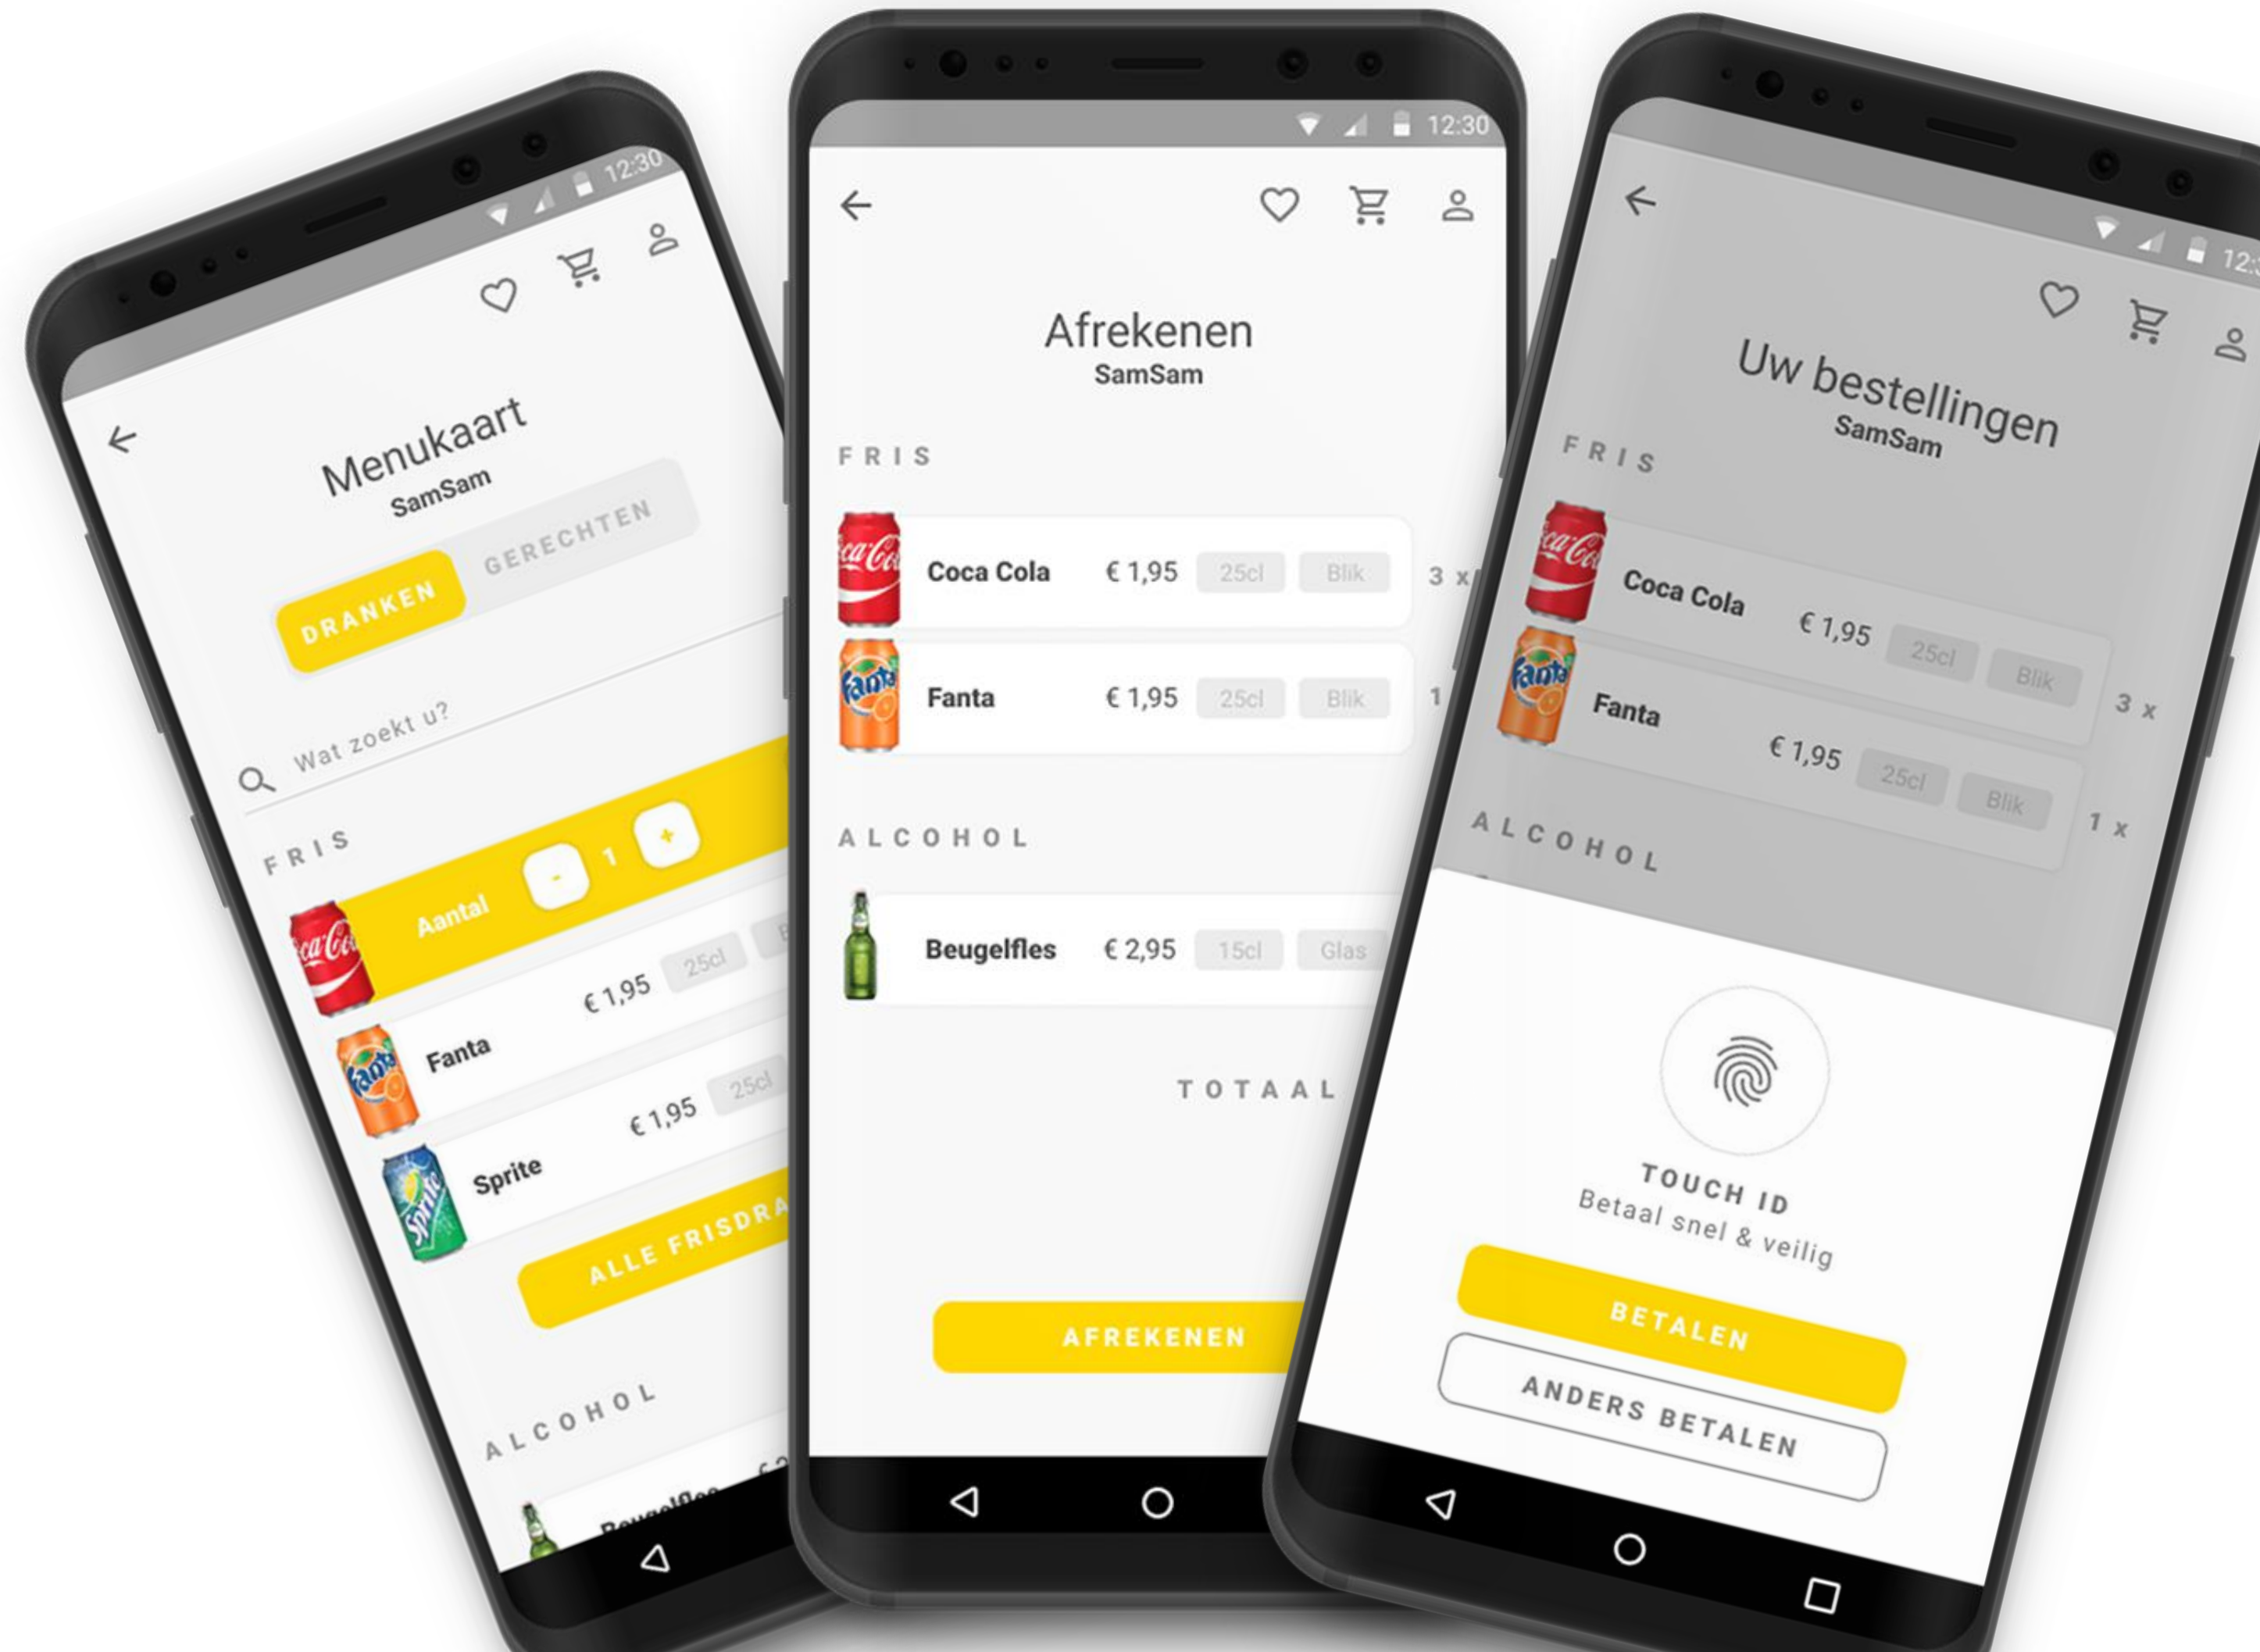 12:30
Menukaart
SamSam
DRANKEN
GERECHTEN
Wat zoekt u?
FRIS
Aantal
-
1
+
Fanta
€ 1,95
25cl
Sprite
€ 1,95
25cl
ALLE
ALCOHOL
12:30
Afrekenen
SamSam
FRIS
Coca Cola € 1,95 25cl Blik 3 x
Fanta € 1,95 25cl Blik 1
ALCOHOL
Beugelfles € 2,95 15cl Glas
TOTAAL
AFREKENEN
Uw bestellingen
SamSam
FRIS
Coca Cola € 1,95 25cl Blik 3 x
Fanta € 1,95 25cl Blik 1 x
ALCOHOL
TOUCH ID
Betaal snel & veilig
BETALEN
ANDERS BETALEN